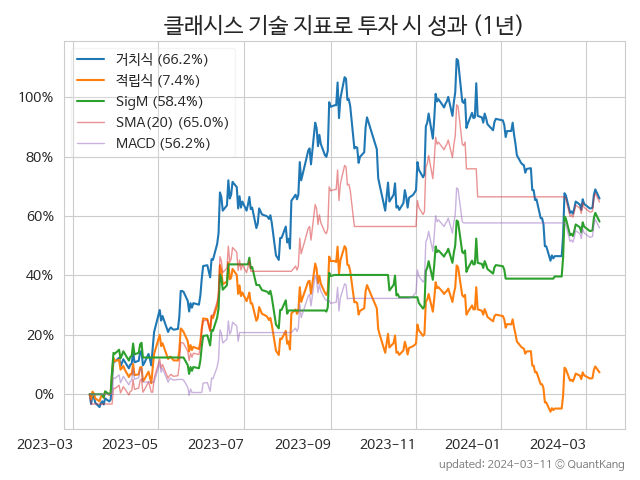 클래시스 기술 지표로 투자 시 성과 (1년)
거치식 (66.2%)
적립식 (7.4%)
SigM (58.4%)
SMA(20) (65.0%)
MACD (56.2%)
100%
80%
60%
40%
20%
0%
2023-03 2023-05 2023-07 2023-09 2023-11 2024-01 2024-03
updated: 2024-03-11 ⓒ QuantKang